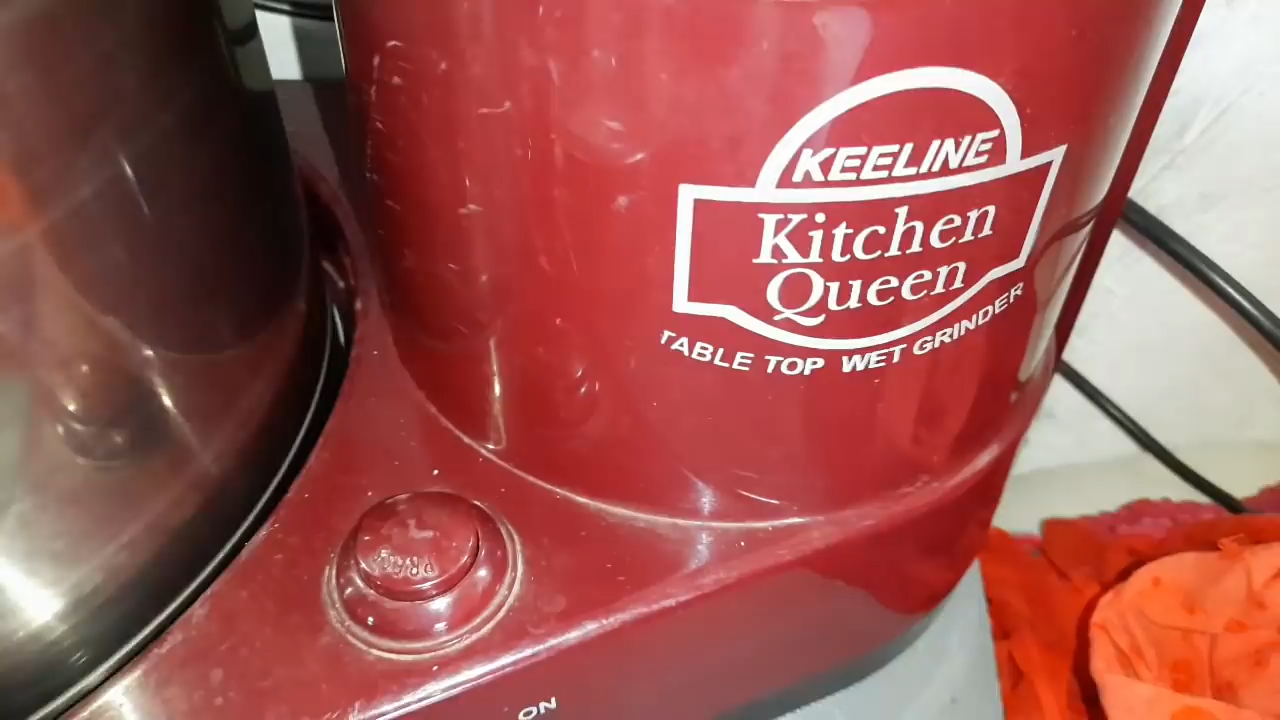 KEELINE
Kitchen
Queen
TABLE TOP WET GRINDER
ON